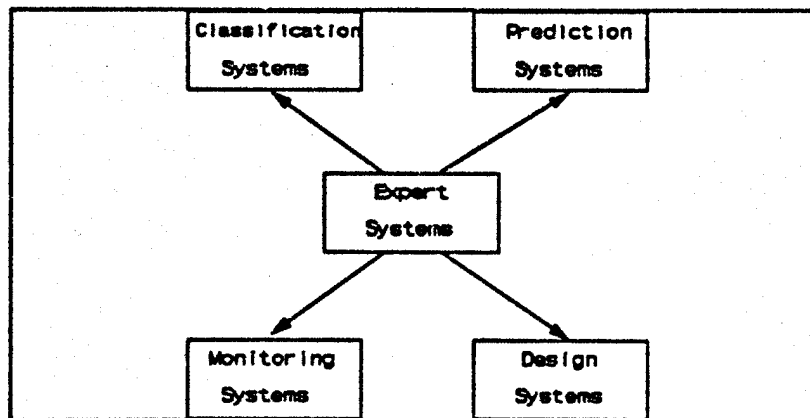 Classification
Systems
Prediction
Systems
Expert
Systems
Monitoring
Systems
Design
Systems